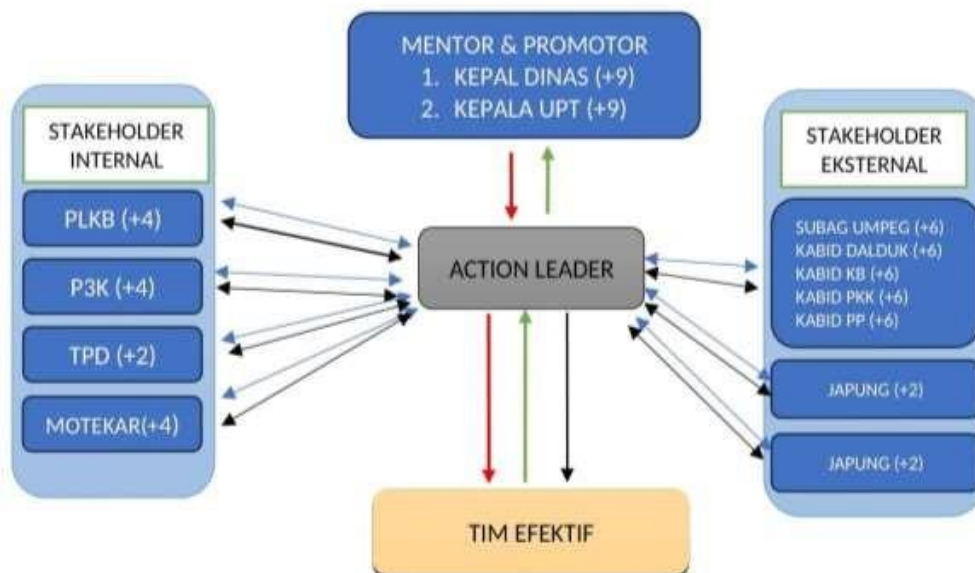 MENTOR & PROMOTOR
1. KEPAL DINAS (+9)
2. KEPALA UPT (+9)
STAKEHOLDER
INTERNAL
PLKB (+4)
P3K (+4)
TPD (+2)
MOTEKAR(+4)
ACTION LEADER
STAKEHOLDER
EKSTERNAL
SUBAG UMPEG (+6)
KABID DALDUK (+6)
KABID KB (+6)
KABID PKK (+6)
KABID PP (+6)
JAPUNG (+2)
JAPUNG (+2)
TIM EFEKTIF